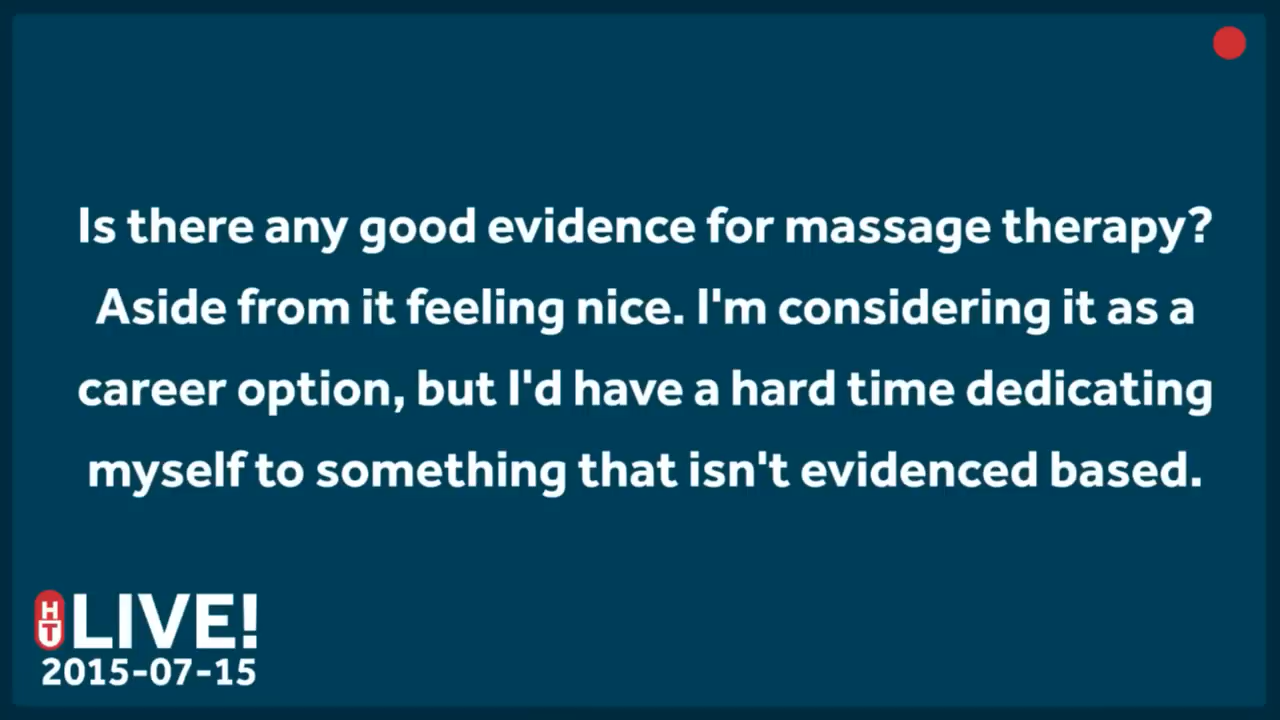 Is there any good evidence for massage therapy?
Aside from it feeling nice. I'm considering it as a
career option, but I'd have a hard time dedicating
myself to something that isn't evidenced based.
HT LIVE!
2015-07-15